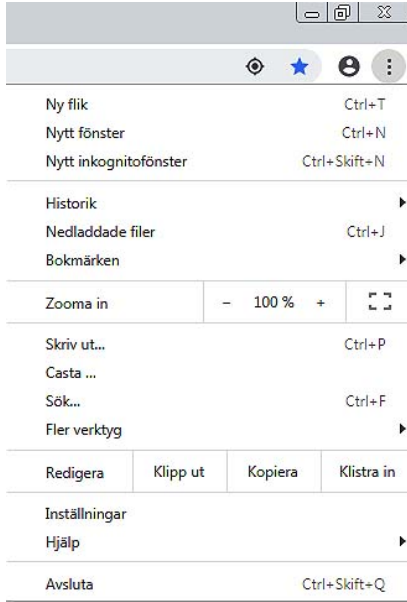 Ny flik Ctrl+T
Nytt fönster Ctrl+N
Nytt inkognitofönster Ctrl+Skift+N
Historik
Nedladdade filer Ctrl+J
Bokmärken
Zooma in - 100 % +
Skriv ut... Ctrl+P
Casta ...
Sök... Ctrl+F
Fler verktyg
Redigera Klipp ut Kopiera Klistra in
Inställningar
Hjälp
Avsluta Ctrl+Skift+Q